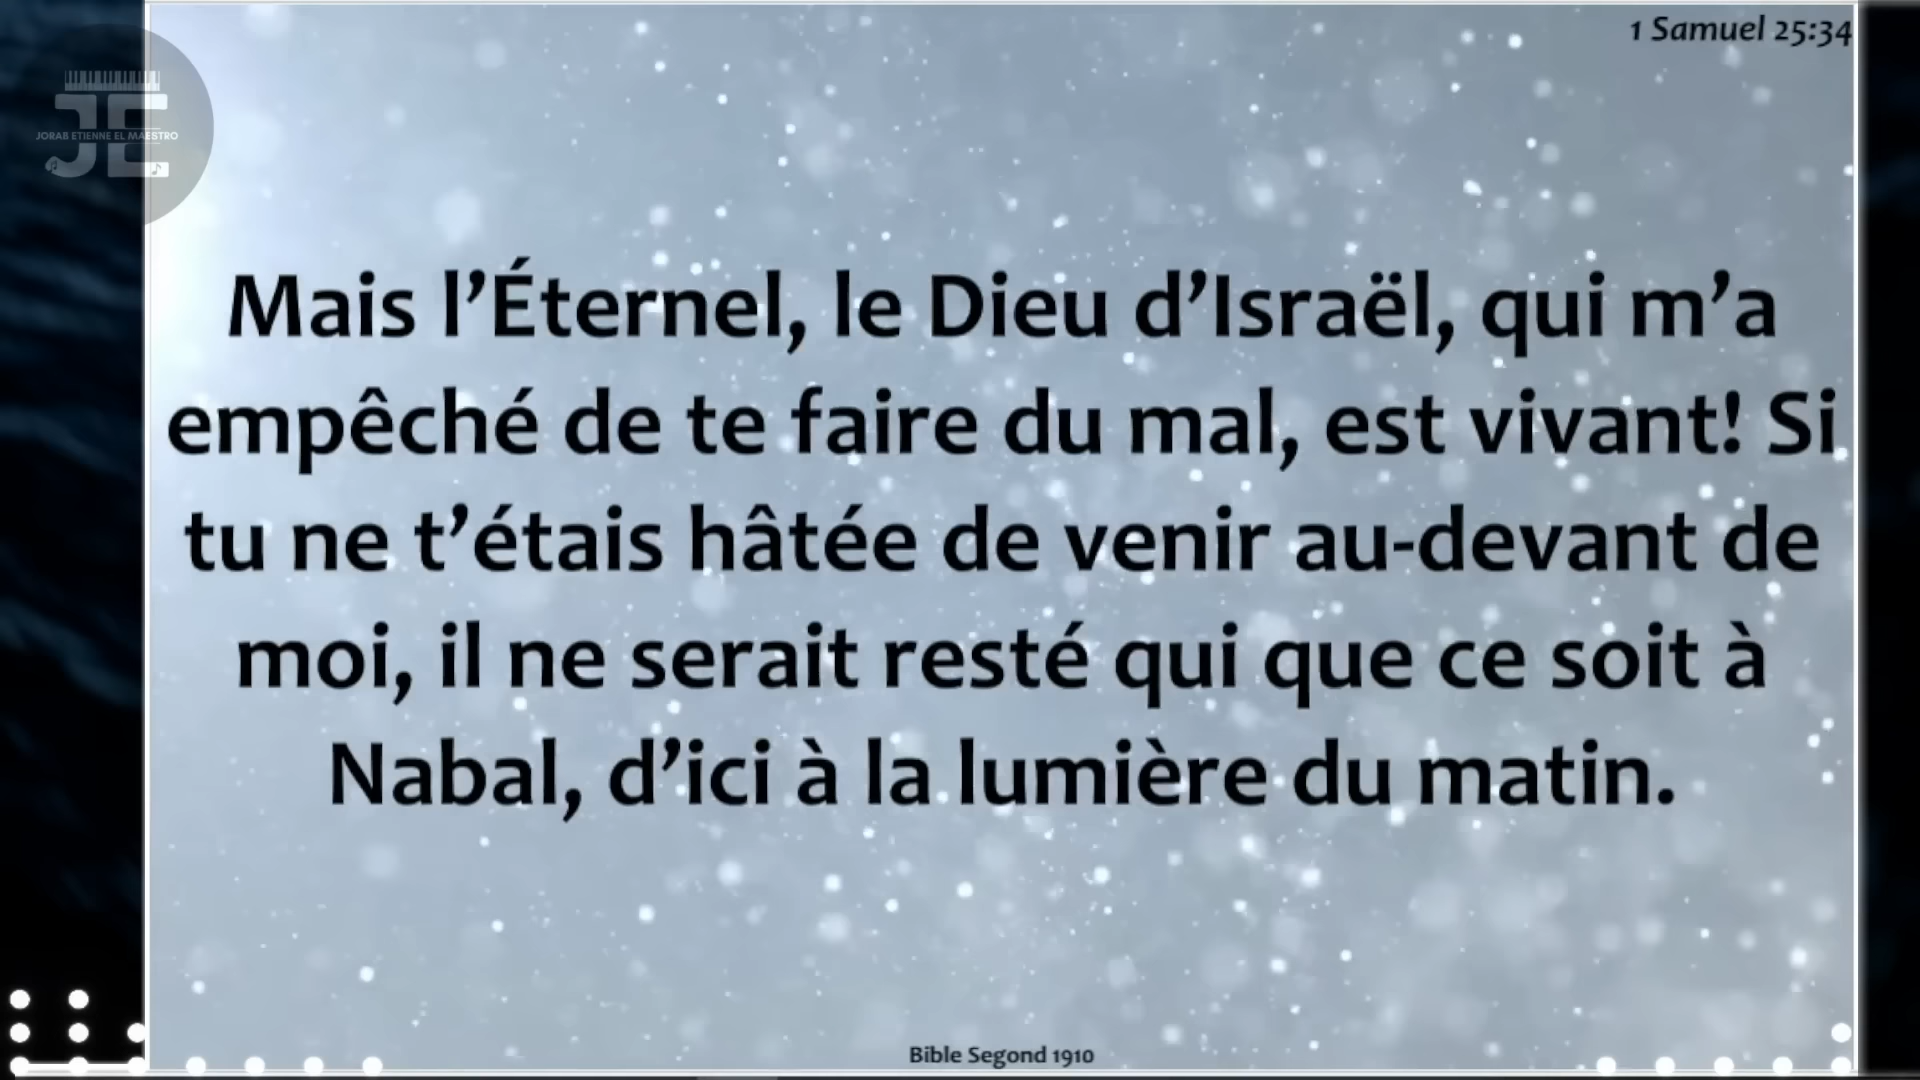 1 Samuel 25:34
JE
JORAB ETIENNE EL MAESTRO
Mais l’Éternel, le Dieu d’Israël, qui m’a
empêché de te faire du mal, est vivant! Si
tu ne t’étais hâtée de venir au-devant de
moi, il ne serait resté qui que ce soit à
Nabal, d’ici à la lumière du matin.
Bible Segond 1910